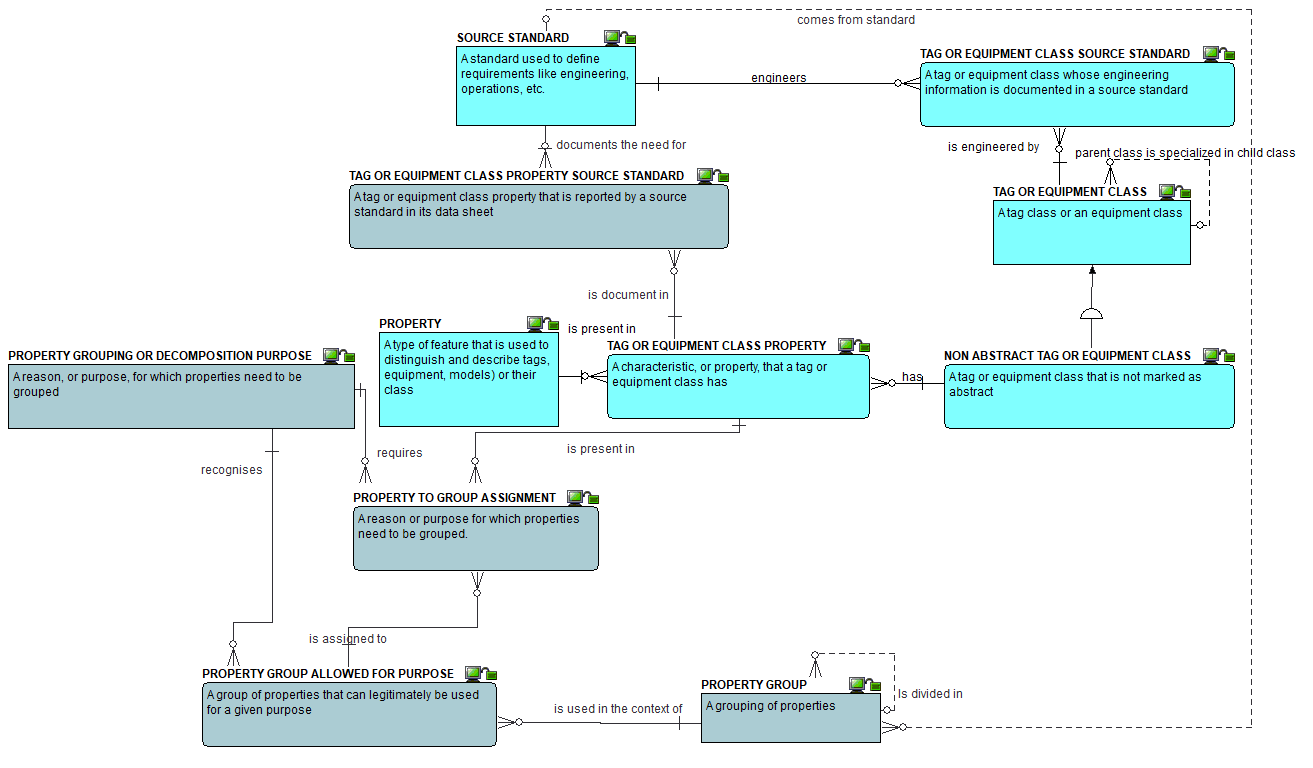 comes from standard
SOURCE STANDARD
A standard used to define
requirements like engineering,
operations, etc.
engineers
TAG OR EQUIPMENT CLASS SOURCE STANDARD
A tag or equipment class whose engineering
information is documented in a source standard
documents the need for
is engineered by
parent class is specialized in child class
TAG OR EQUIPMENT CLASS PROPERTY SOURCE STANDARD
A tag or equipment class property that is reported by a source
standard in its data sheet
TAG OR EQUIPMENT CLASS
A tag class or an equipment class
is document in
PROPERTY
A type of feature that is used to
distinguish and describe tags,
equipment, models) or their
class
is present in
TAG OR EQUIPMENT CLASS PROPERTY
A characteristic, or property, that a tag or
equipment class has
has
NON ABSTRACT TAG OR EQUIPMENT CLASS
A tag or equipment class that is not marked as
abstract
PROPERTY GROUPING OR DECOMPOSITION PURPOSE
A reason, or purpose, for which properties need to be
grouped
recognises
requires
is present in
PROPERTY TO GROUP ASSIGNMENT
A reason or purpose for which properties
need to be grouped.
is assigned to
PROPERTY GROUP ALLOWED FOR PURPOSE
A group of properties that can legitimately be used
for a given purpose
is used in the context of
PROPERTY GROUP
A grouping of properties
Is divided in